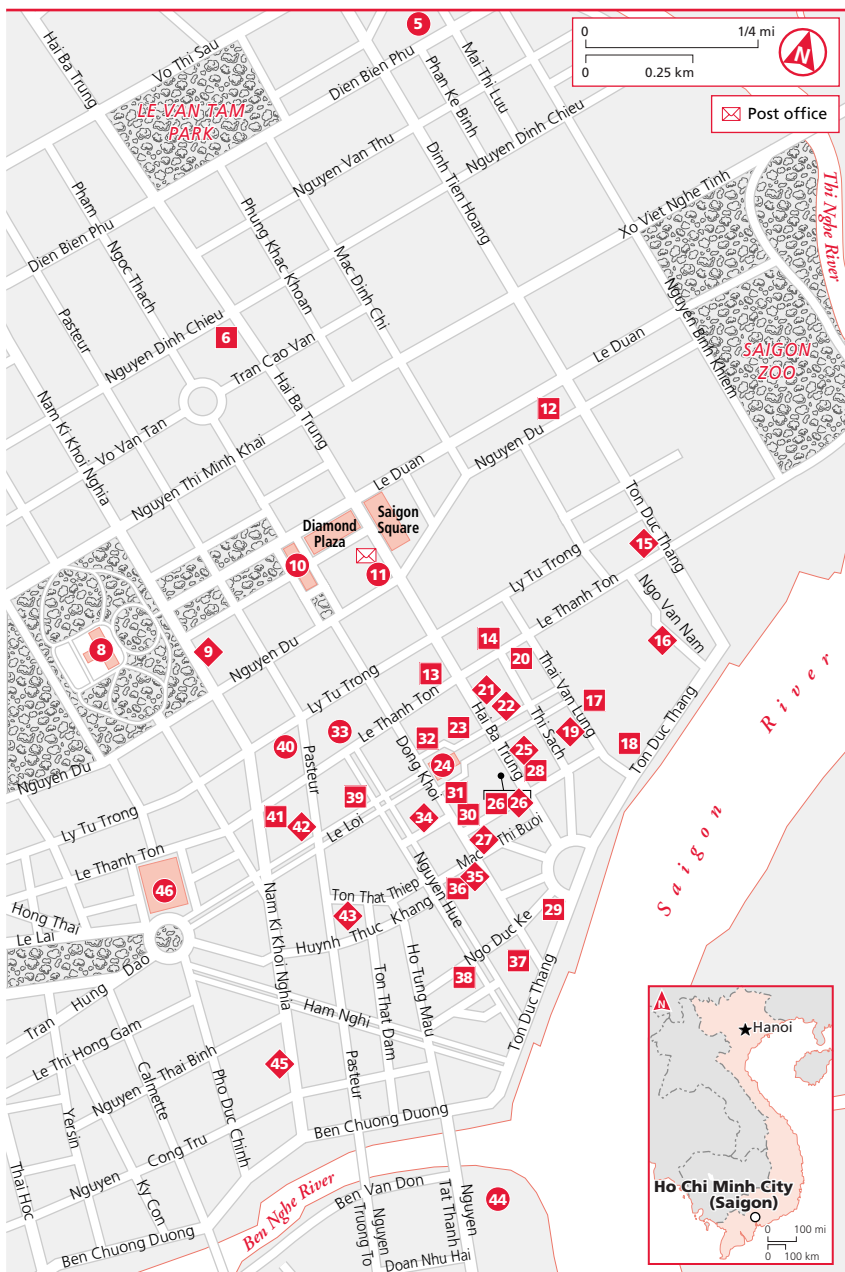 5
0 1/4 mi
0 0.25 km
N
Post office
Hai Ba Trung
Vo Thi Sau
Dien Bien Phu
Mai Thi Luu
Phan Ke Binh
LE VAN TAM
PARK
Nguyen Van Thu
Nguyen Dinh Chieu
Dinh Tien Hoang
Xo Viet Nghe Tinh
Thi Nghe River
Pham
Ngoc Thach
Dien Bien Phu
Phung Khac Khoan
Mac Dinh Chi
Pasteur
Nguyen Dinh Chieu
6
Tran Cao Van
Nguyen Binh Khiem
Le Duan
SAIGON
ZOO
Hai Ba Trung
Nam Ki Khoi Nghia
Vo Van Tan
12
Nguyen Thi Minh Khai
Le Duan
Nguyen Du
Diamond
Plaza
Saigon
Square
Ton Duc Thang
10
11
15
Ly Tu Trong
Le Thanh Ton
Ngo Van Nam
8
9
Nguyen Du
14
16
20
Ly Tu Trong
13
Thai Van Lung
21
17
22
Le Thanh Ton
Hai Ba Trung
Thi Sach
33
23
19
18
Ton Duc Thang
32
40
Pasteur
Dong Khoi
25
24
28
Nguyen Du
39
31
26
26
41
42
Le Loi
34
30
Ly Tu Trong
27
Mac Thi Buoi
Le Thanh Ton
46
Nguyen Hue
35
36
Ton That Thiep
Hong Thai
Le Lai
Nam Ki Khoi Nghia
43
Huynh Thuc Khang
29
Ngo Duc Ke
37
38
Saigon River
Tran Hung Dao
Ton That Dam
Ho Tung Mau
Ham Nghi
Ton Duc Thang
Le Thi Hong Gam
Nguyen Thai Binh
45
Pasteur
Calmette
Pho Duc Chinh
Yersin
Ben Chuong Duong
Nguyen Cong Tru
Thai Hoc
Ky Con
Ben Nghe River
Ben Van Don
44
Nguyen
Tat Thanh
Nguyen
Truong To
Ben Chuong Duong
Doan Nhu Hai
N
Hanoi
Ho Chi Minh City
(Saigon)
0 100 mi
0 100 km